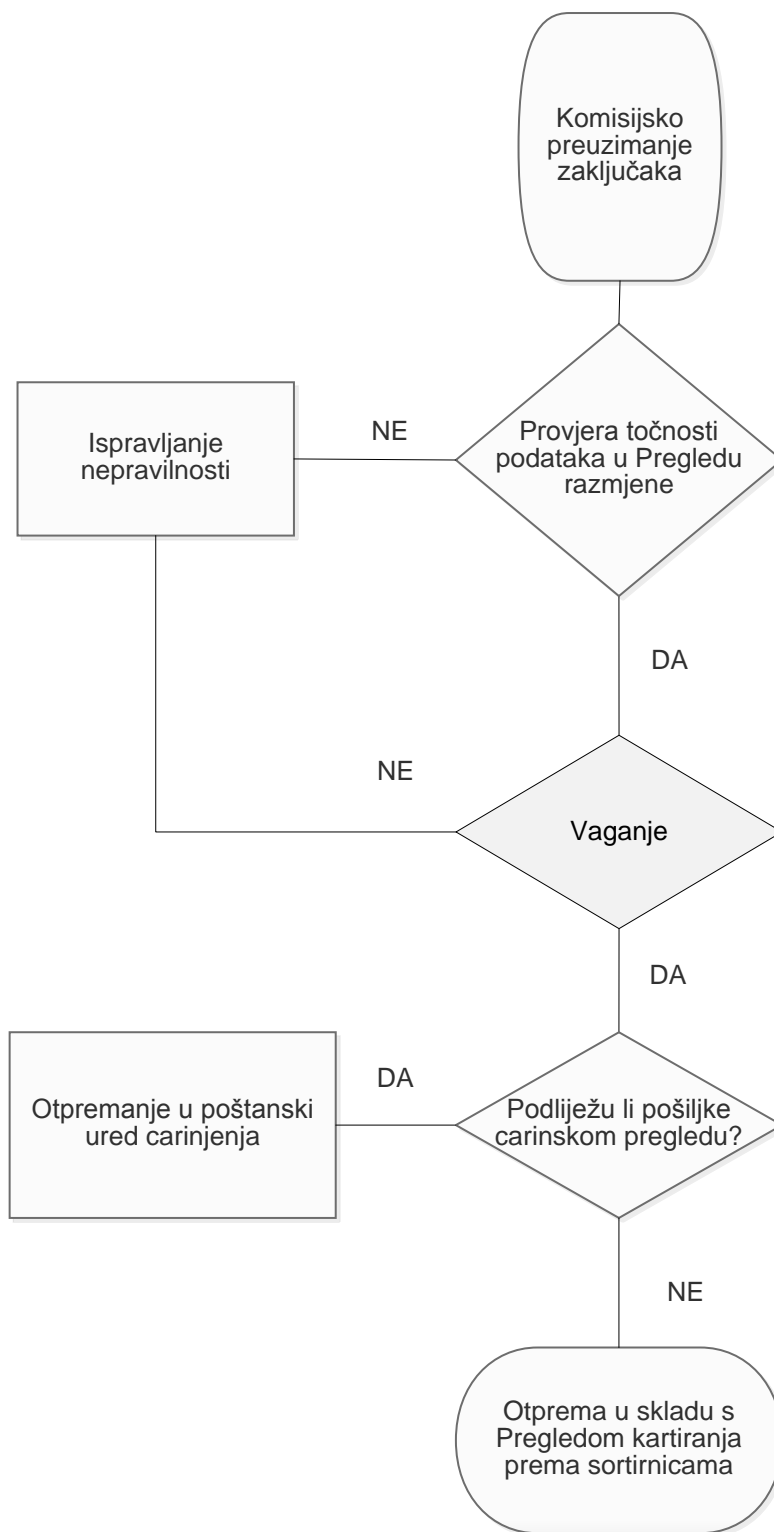 Komisijsko
preuzimanje
zaključaka
Ispravljanje
nepravilnosti
NE
Provjera točnosti
podataka u Pregledu
razmjene
DA
NE
Vaganje
DA
Otpremanje u poštanski
ured carinjenja
DA
Podliježu li pošiljke
carinskom pregledu?
NE
Otprema u skladu s
Pregledom kartiranja
prema sortirnicama